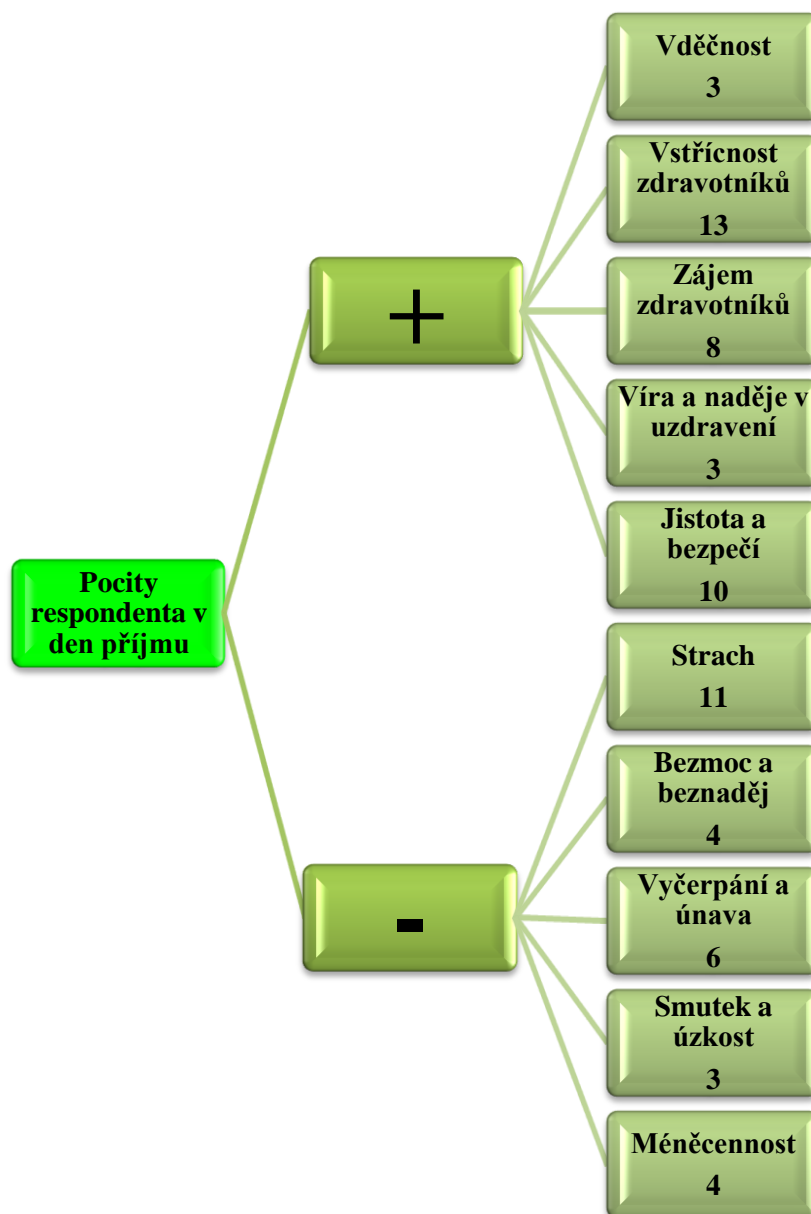 Pocity
respondenta v
den příjmu
+
Vděčnost
3
Vstřícnost
zdravotníků
13
Zájem
zdravotníků
8
Víra a naděje v
uzdravení
3
Jistota a
bezpečí
10
-
Strach
11
Bezmoc a
beznaděj
4
Vyčerpání a
únava
6
Smutek a
úzkost
3
Méněcennost
4